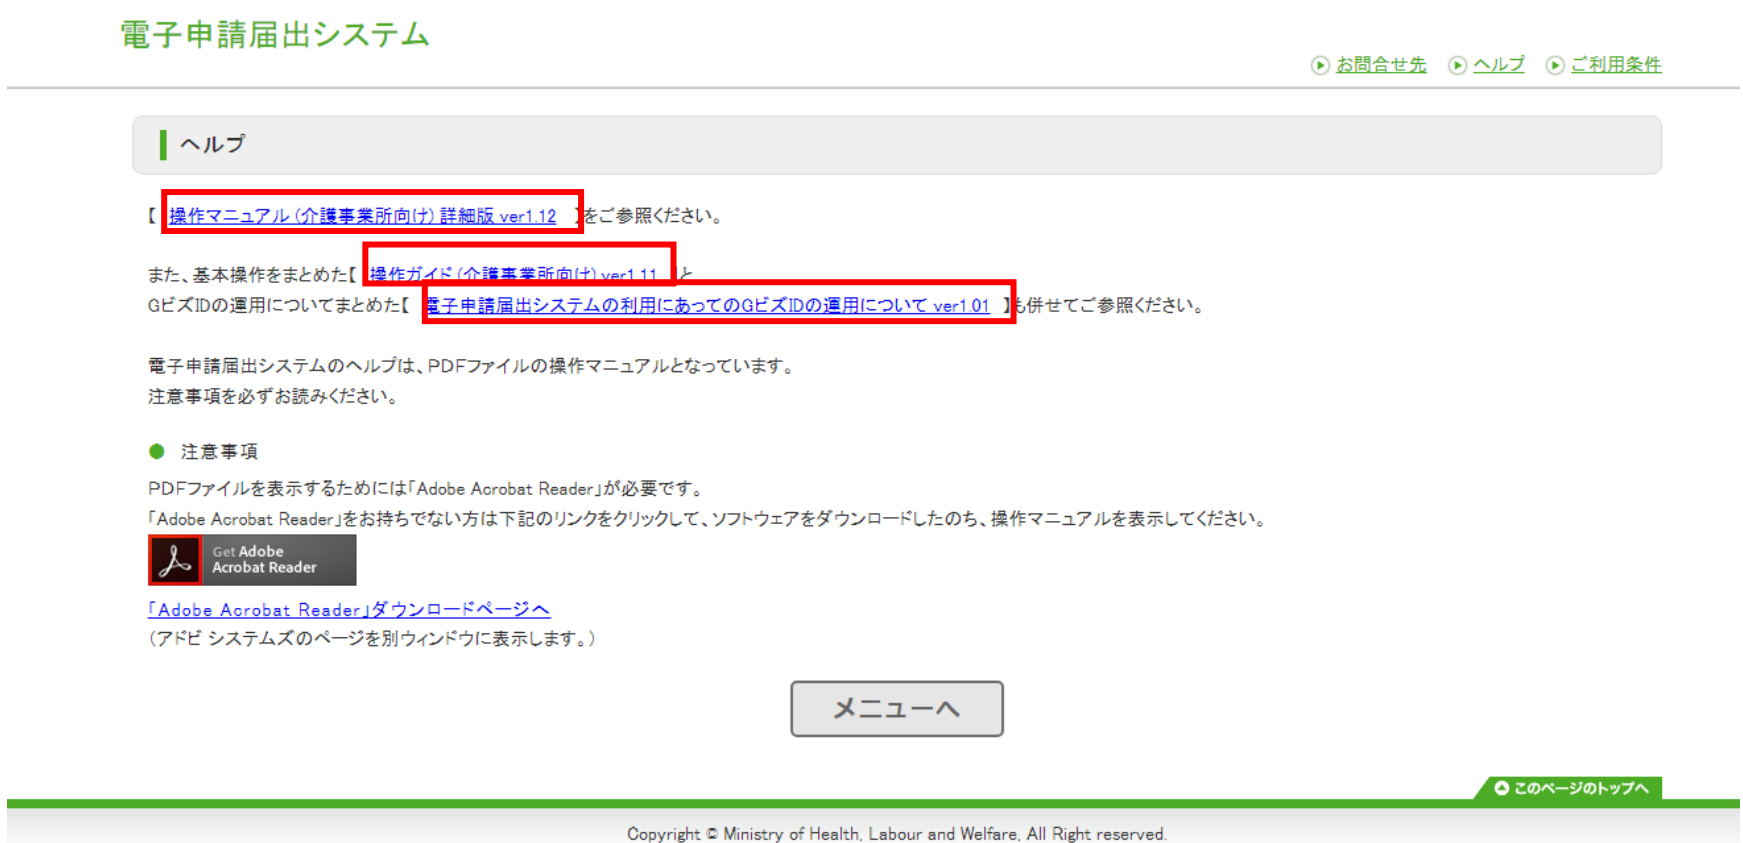 電子申請届出システム
お問合せ先 ヘルプ ご利用条件
ヘルプ
【 操作マニュアル（介護事業所向け）詳細版 ver1.12 】をご参照ください。
また、基本操作をまとめた【 操作ガイド（介護事業所向け）ver1.11 】と
GビズIDの運用についてまとめた【 電子申請届出システムの利用にあってのGビズIDの運用について ver1.01 】も併せてご参照ください。
電子申請届出システムのヘルプは、PDFファイルの操作マニュアルとなっています。
注意事項を必ずお読みください。
注意事項
PDFファイルを表示するためには「Adobe Acrobat Reader」が必要です。
「Adobe Acrobat Reader」をお持ちでない方は下記のリンクをクリックして、ソフトウェアをダウンロードしたのち、操作マニュアルを表示してください。
Get Adobe
Acrobat Reader
「Adobe Acrobat Reader」ダウンロードページへ
（アドビ システムズのページを別ウィンドウに表示します。）
メニューへ
このページのトップへ
Copyright © Ministry of Health, Labour and Welfare, All Right reserved.